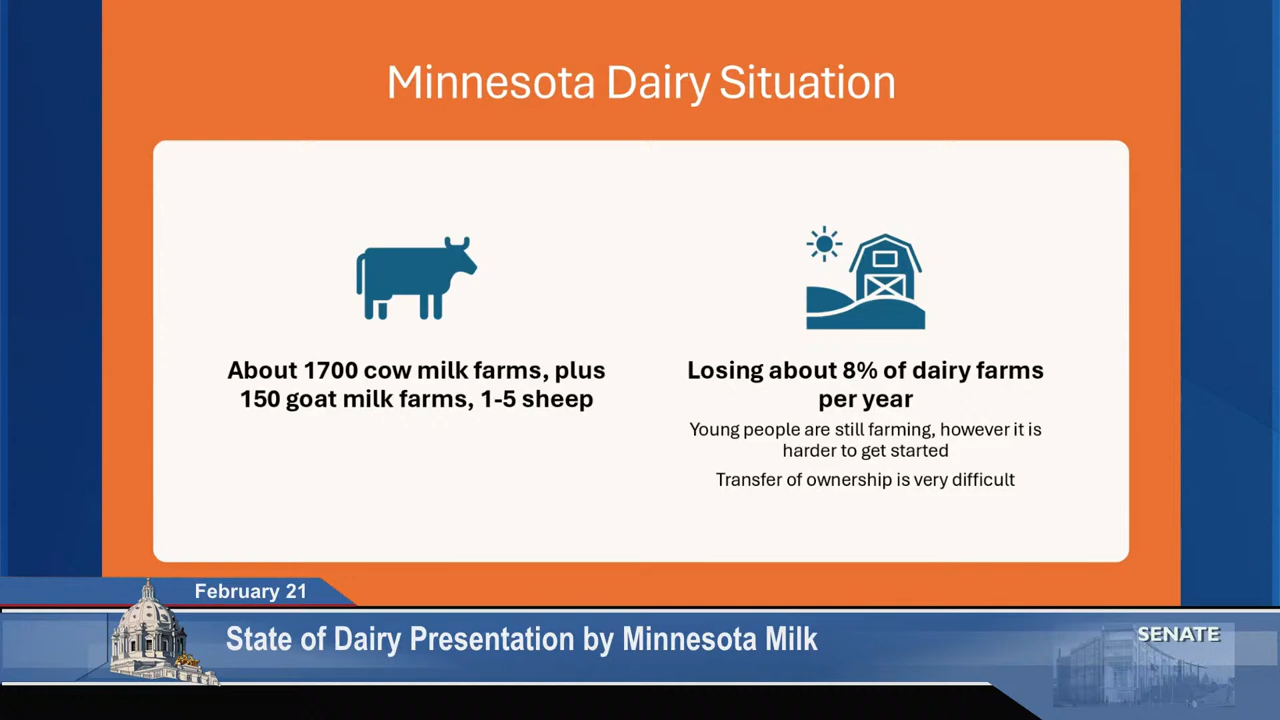 Minnesota Dairy Situation
About 1700 cow milk farms, plus
150 goat milk farms, 1-5 sheep
Losing about 8% of dairy farms
per year
Young people are still farming, however it is
harder to get started
Transfer of ownership is very difficult
February 21
State of Dairy Presentation by Minnesota Milk
SENATE